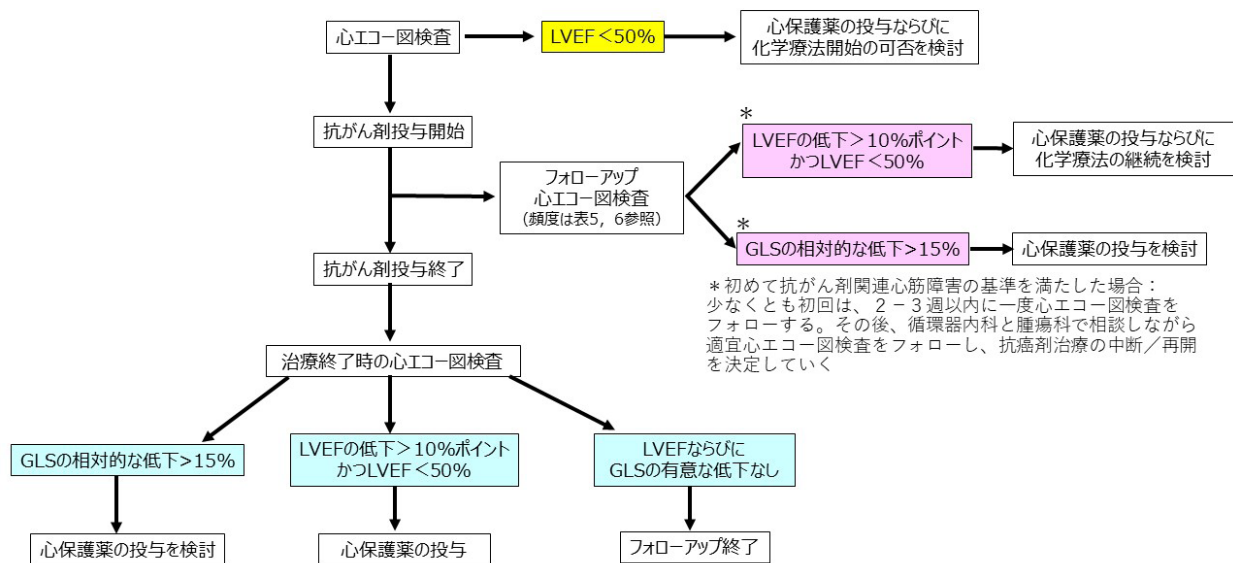 心エコー図検査
LVEF＜50%
心保護薬の投与ならびに
化学療法開始の可否を検討
抗がん剤投与開始
フォローアップ
心エコー図検査
（頻度は表5，6参照）
＊
LVEFの低下＞10%ポイント
かつLVEF＜50%
心保護薬の投与ならびに
化学療法の継続を検討
＊
GLSの相対的な低下>15%
心保護薬の投与を検討
抗がん剤投与終了
＊初めて抗がん剤関連心筋障害の基準を満たした場合：
少なくとも初回は、２－３週以内に一度心エコー図検査を
フォローする。その後、循環器内科と腫瘍科で相談しながら
適宜心エコー図検査をフォローし、抗癌剤治療の中断／再開
を決定していく
治療終了時の心エコー図検査
GLSの相対的な低下>15%
LVEFの低下＞10%ポイント
かつLVEF＜50%
LVEFならびに
GLSの有意な低下なし
心保護薬の投与を検討
心保護薬の投与
フォローアップ終了